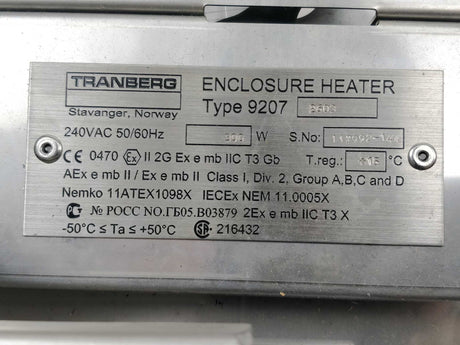 TRANBERG
Stavanger, Norway
ENCLOSURE HEATER
Type 9207
240VAC 50/60Hz W S.No:
CE 0470 Ex II 2G Ex e mb IIC T3 Gb T.reg.: °C
AEx e mb II / Ex e mb II Class I, Div. 2, Group A,B,C and D
Nemko 11ATEX1098X IECEx NEM 11.0005X
№ РОСС NO.ГБ05.В03879 2Ex e mb IIC T3 X
-50°C ≤ Ta ≤ +50°C 216432